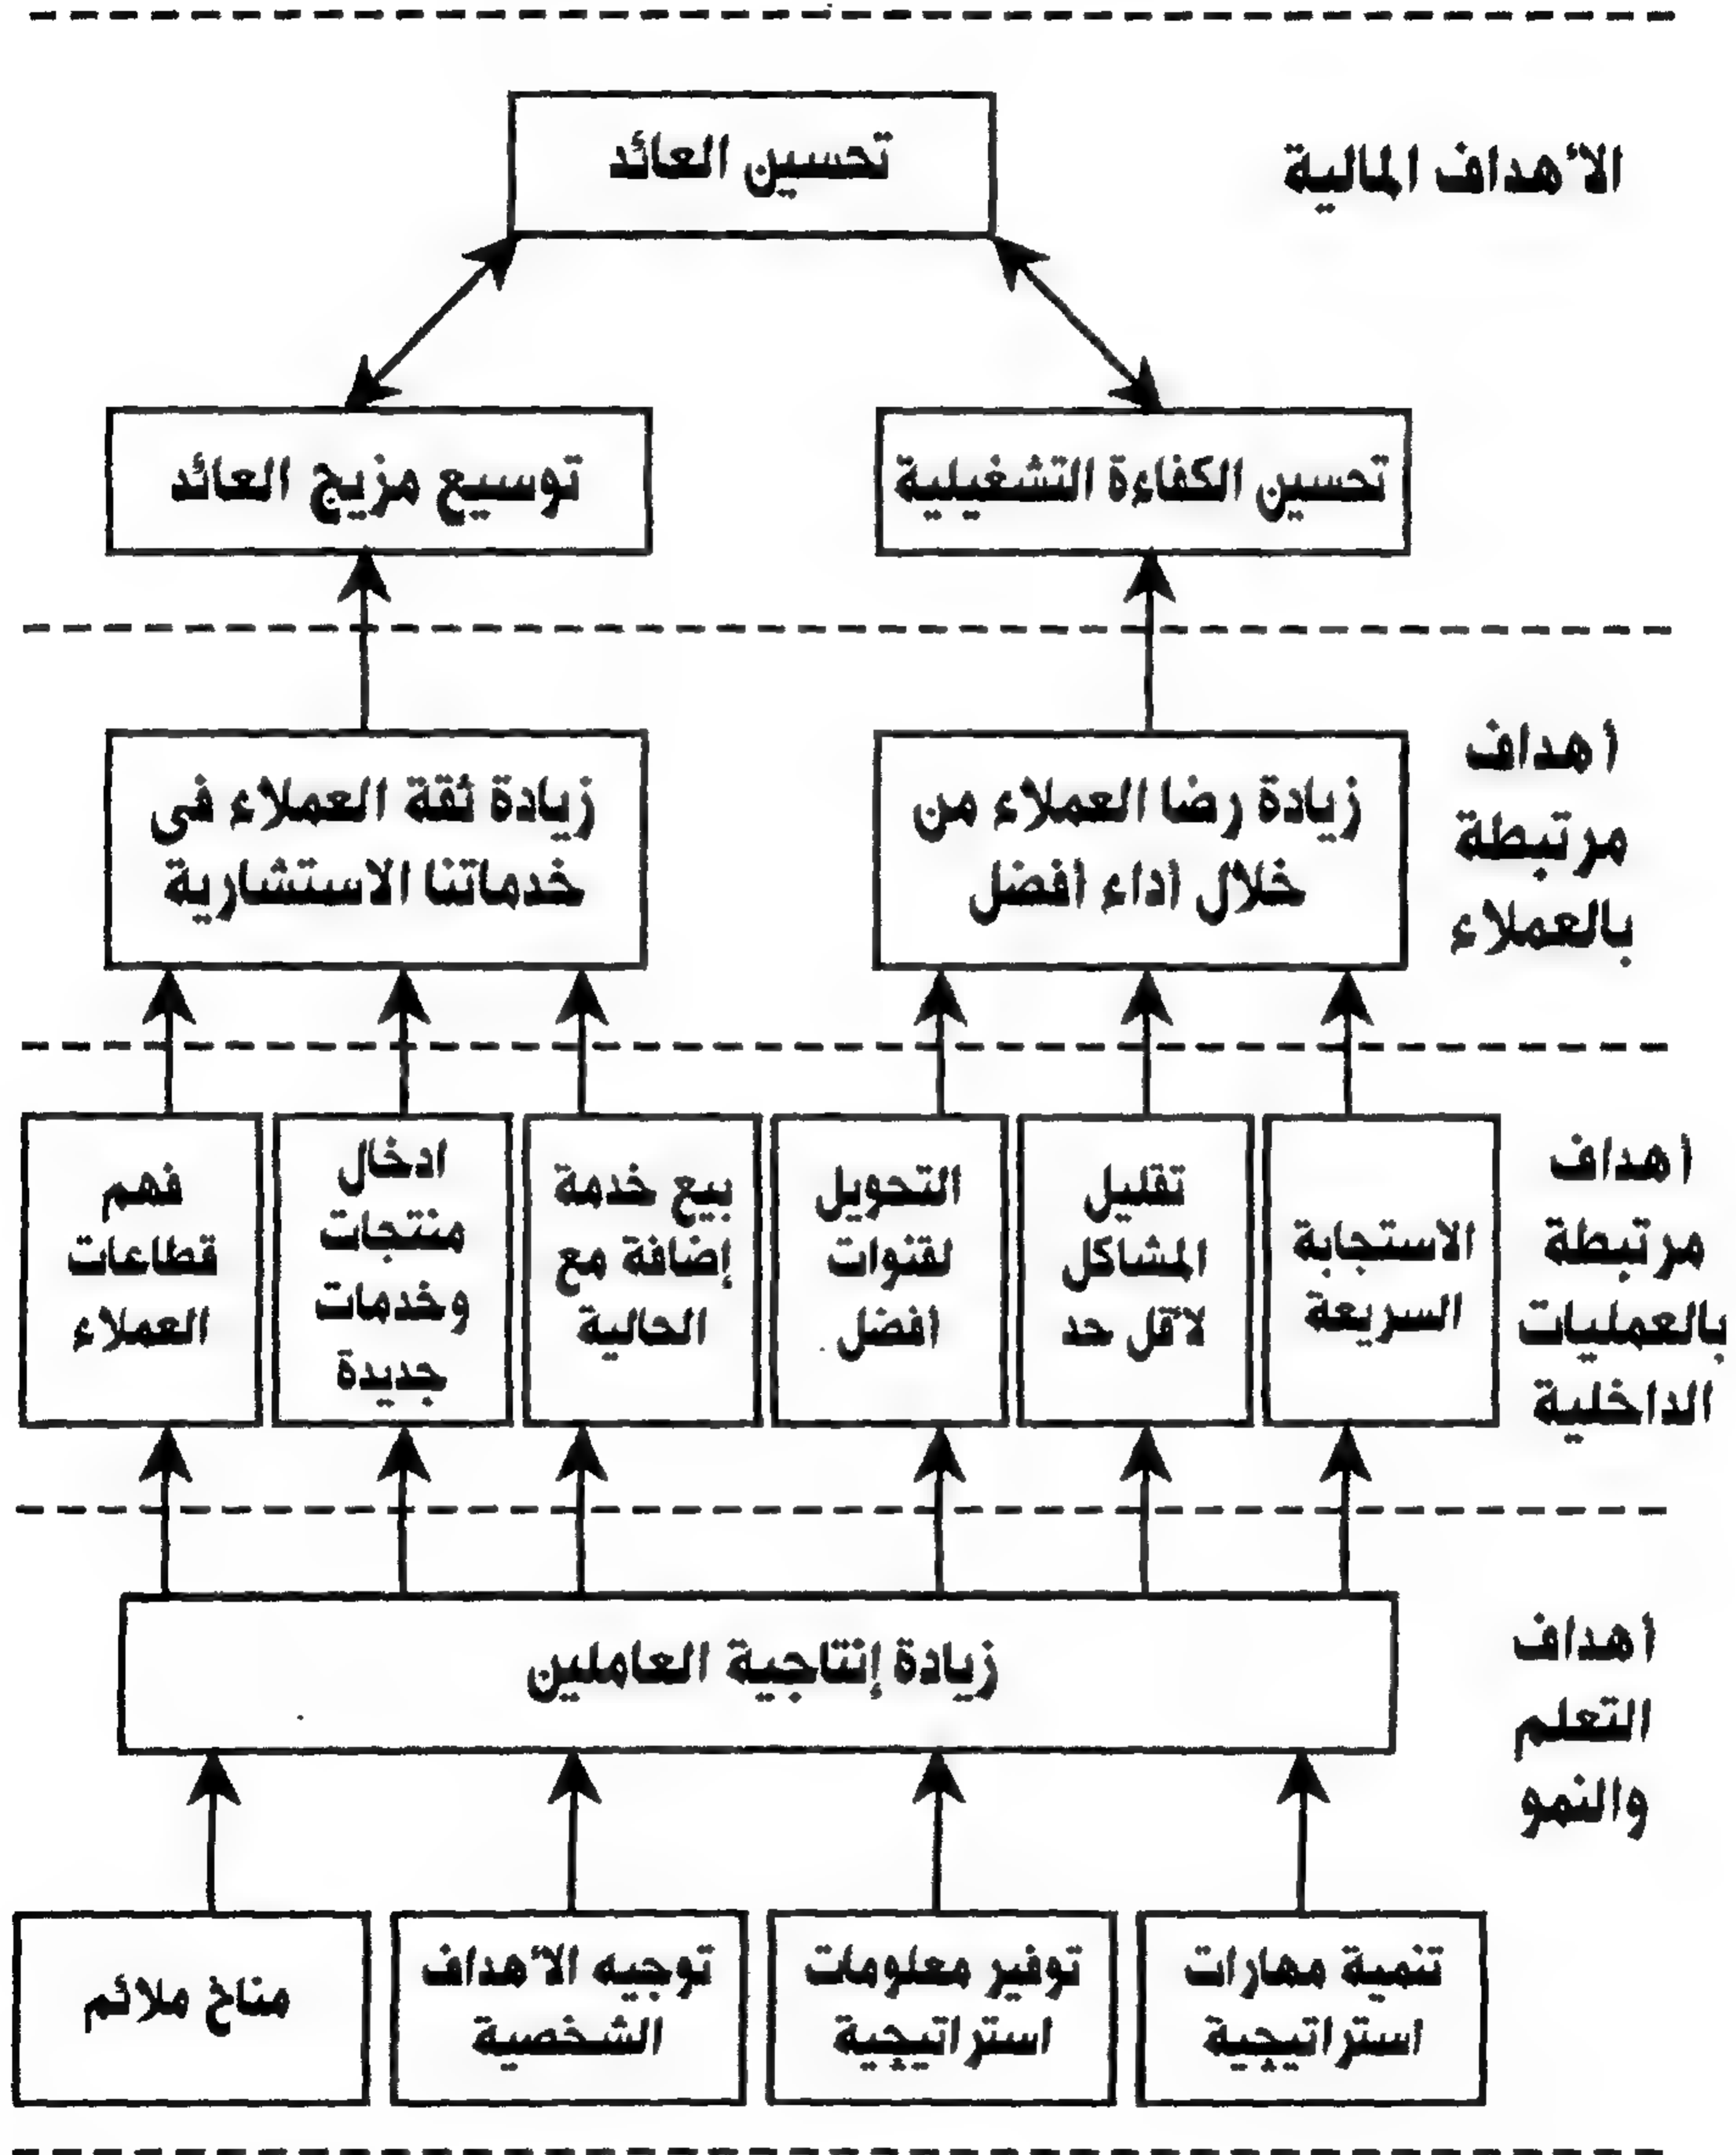 الأهداف المالية
تحسين العائد
تحسين الكفاءة التشغيلية
توسيع مزيج العائد
أهداف
مرتبطة
بالعملاء
زيادة رضا العملاء من
خلال أداء أفضل
زيادة ثقة العملاء فى
خدماتنا الاستشارية
أهداف
مرتبطة
بالعمليات
الداخلية
الاستجابة
السريعة
تقليل
المشاكل
لأقل حد
التحويل
لقنوات
افضل
بيع خدمة
إضافة مع
الحالية
ادخال
منتجات
وخدمات
جديدة
فهم
قطاعات
العملاء
أهداف
التعلم
والنمو
زيادة إنتاجية العاملين
تنمية مهارات
استراتيجية
توفير معلومات
استراتيجية
توجيه الأهداف
الشخصية
مناخ ملائم